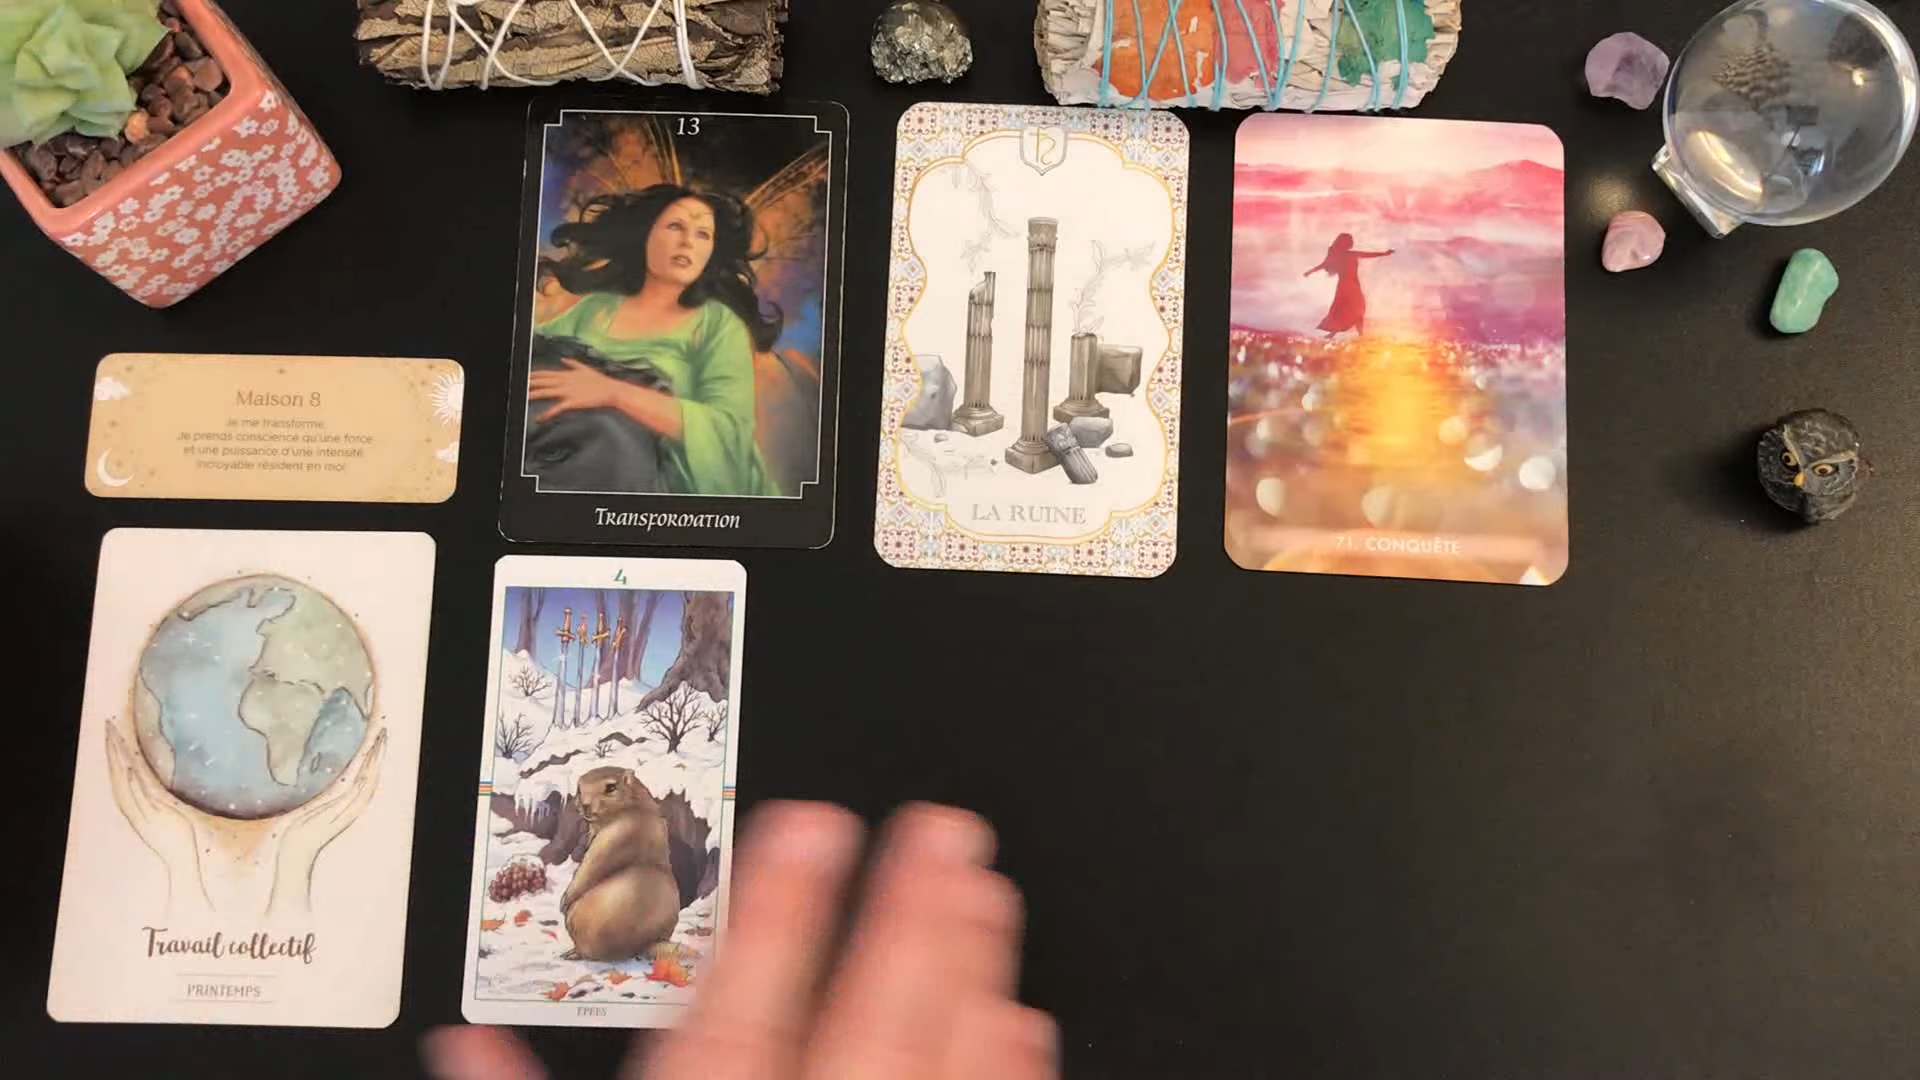 13
Transformation
LA RUINE
71. CONQUÊTE
Maison 8
Je me transforme.
Je prends conscience qu'une force
et une puissance d'une intensité
incroyable résident en moi.
Travail collectif
PRINTEMPS
4
ÉPÉES